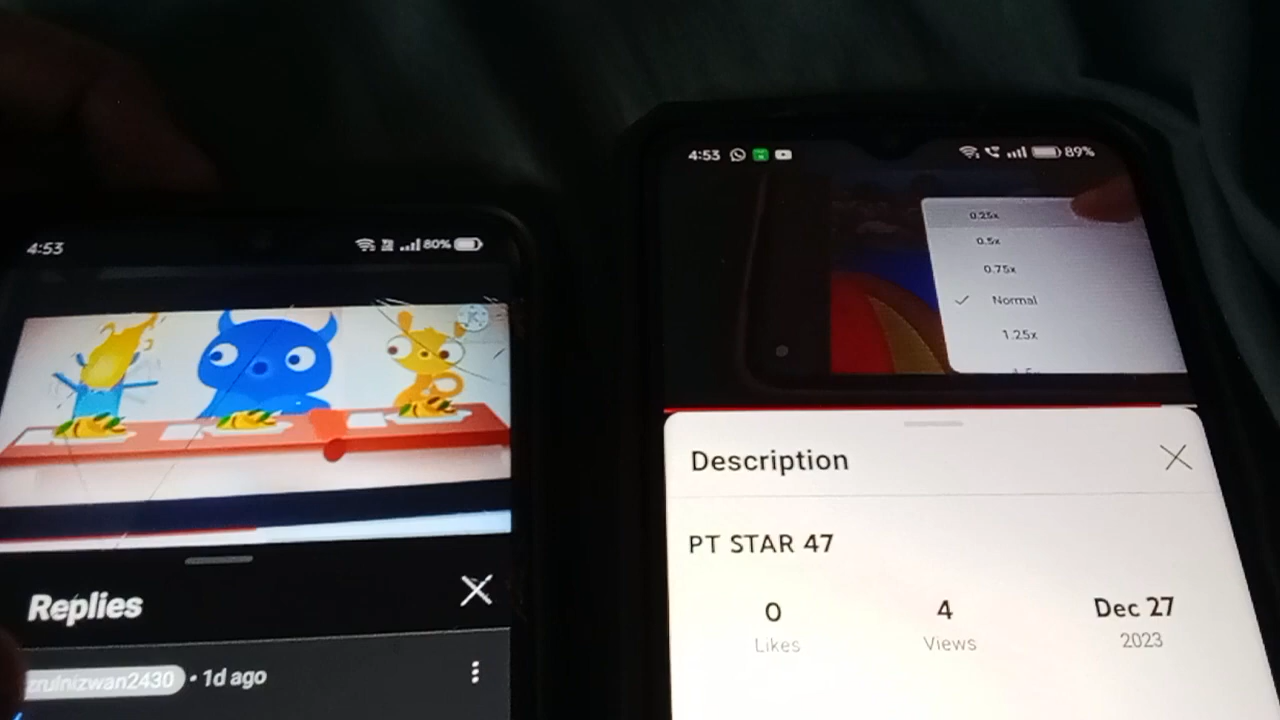 4:53
80%
Replies
zrulnizwan2430 • 1d ago
4:53
89%
0.25x
0.5x
0.75x
Normal
1.25x
Description
PT STAR 47
0 4 Dec 27
Likes Views 2023